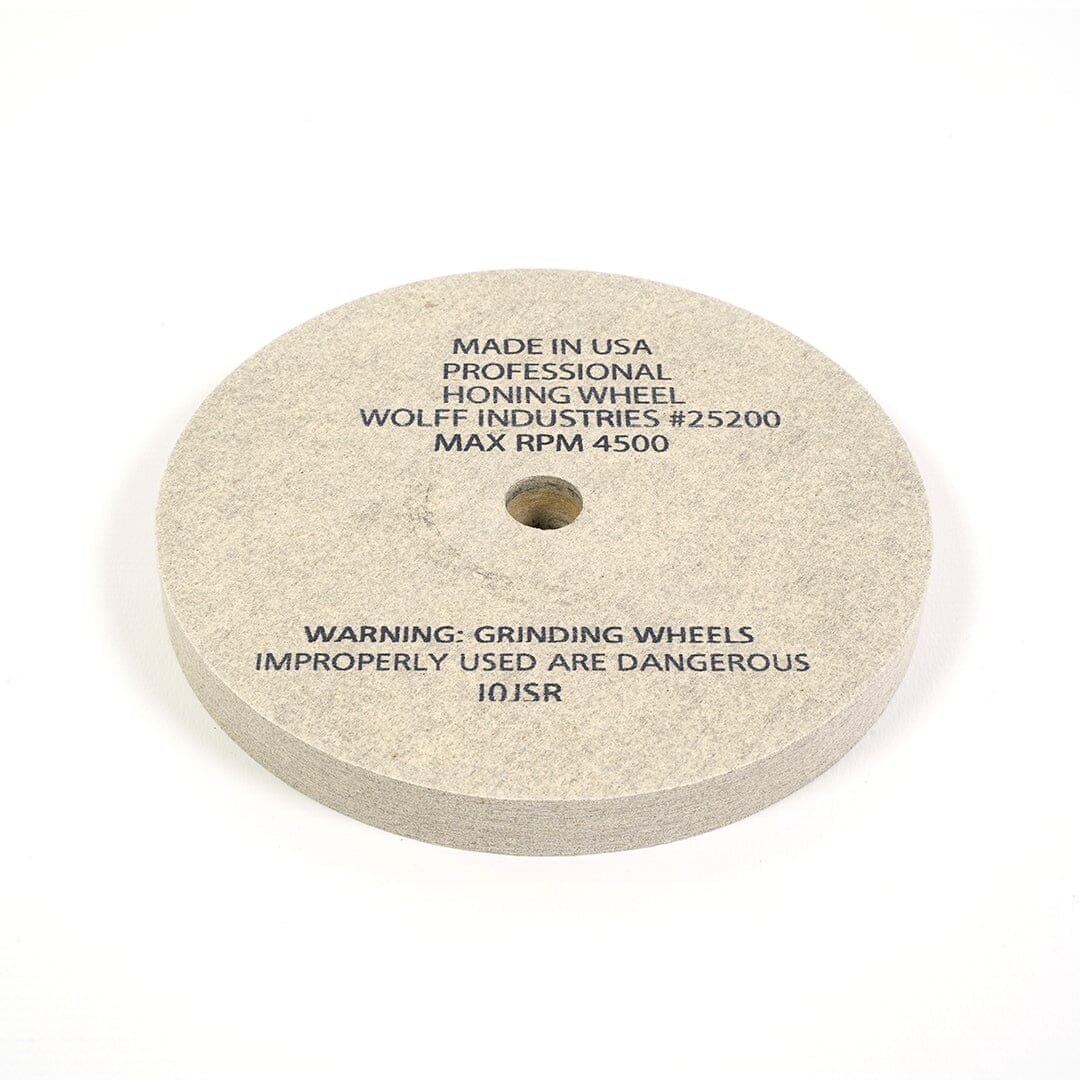 MADE IN USA
PROFESSIONAL
HONING WHEEL
WOLFF INDUSTRIES #25200
MAX RPM 4500
WARNING: GRINDING WHEELS
IMPROPERLY USED ARE DANGEROUS